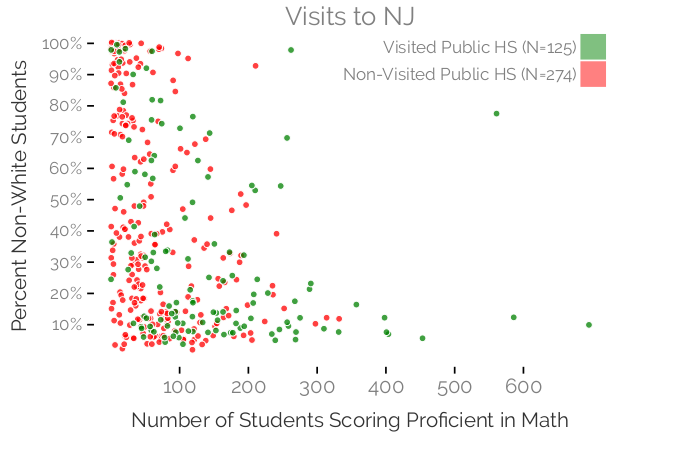 Visits to NJ
Visited Public HS (N=125)
Non-Visited Public HS (N=274)
Percent Non-White Students
100%
90%
80%
70%
60%
50%
40%
30%
20%
10%
100 200 300 400 500 600
Number of Students Scoring Proficient in Math